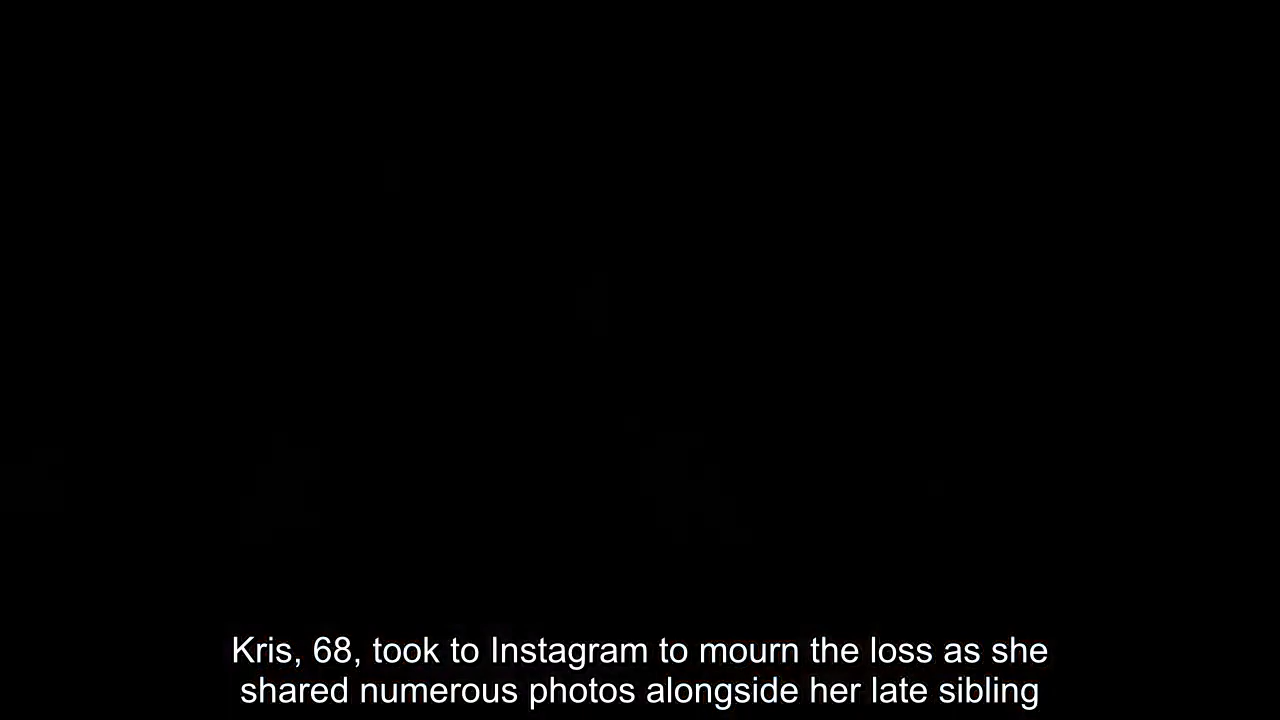 Kris, 68, took to Instagram to mourn the loss as she
shared numerous photos alongside her late sibling